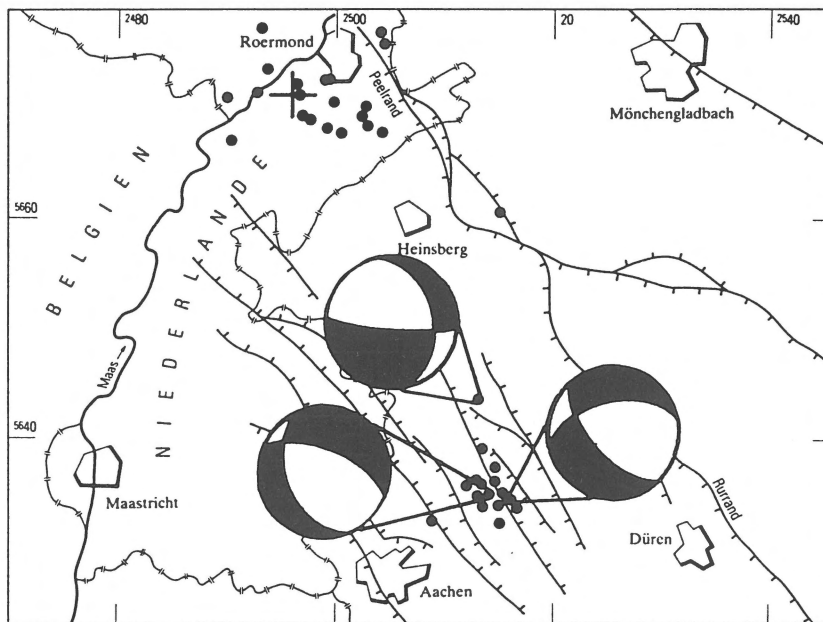 2480
2500
20
2540
Roermond
Peelrand
Mönchengladbach
5660
BELGIEN
NIEDERLANDE
Heinsberg
Maas →
5640
Maastricht
Rurrand
Düren
Aachen